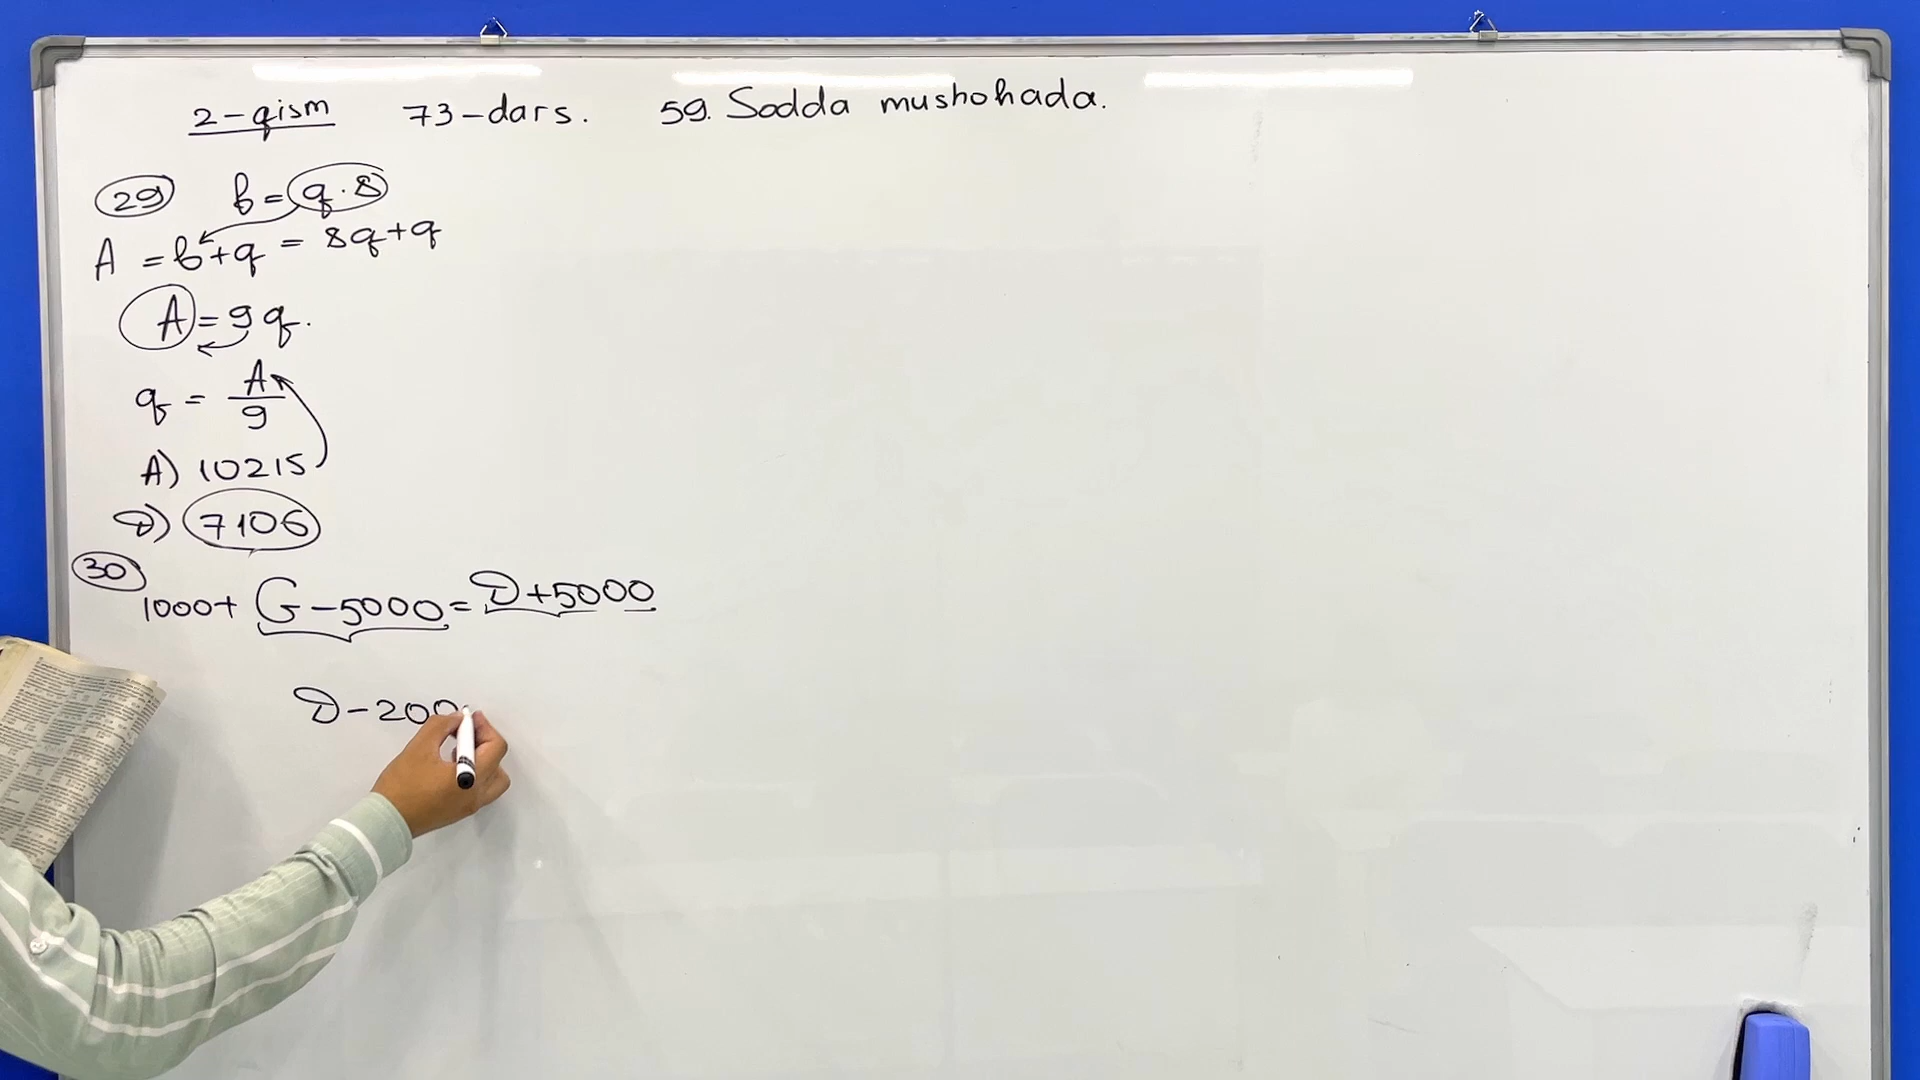 2-qism 73-dars. 59. Sodda mushohada.
29 b = q·8
A = b+q = 8q+q
A = 9q.
q = A/9
A) 10215
D) 7106
30
1000+ G-5000 = D+5000
D-200